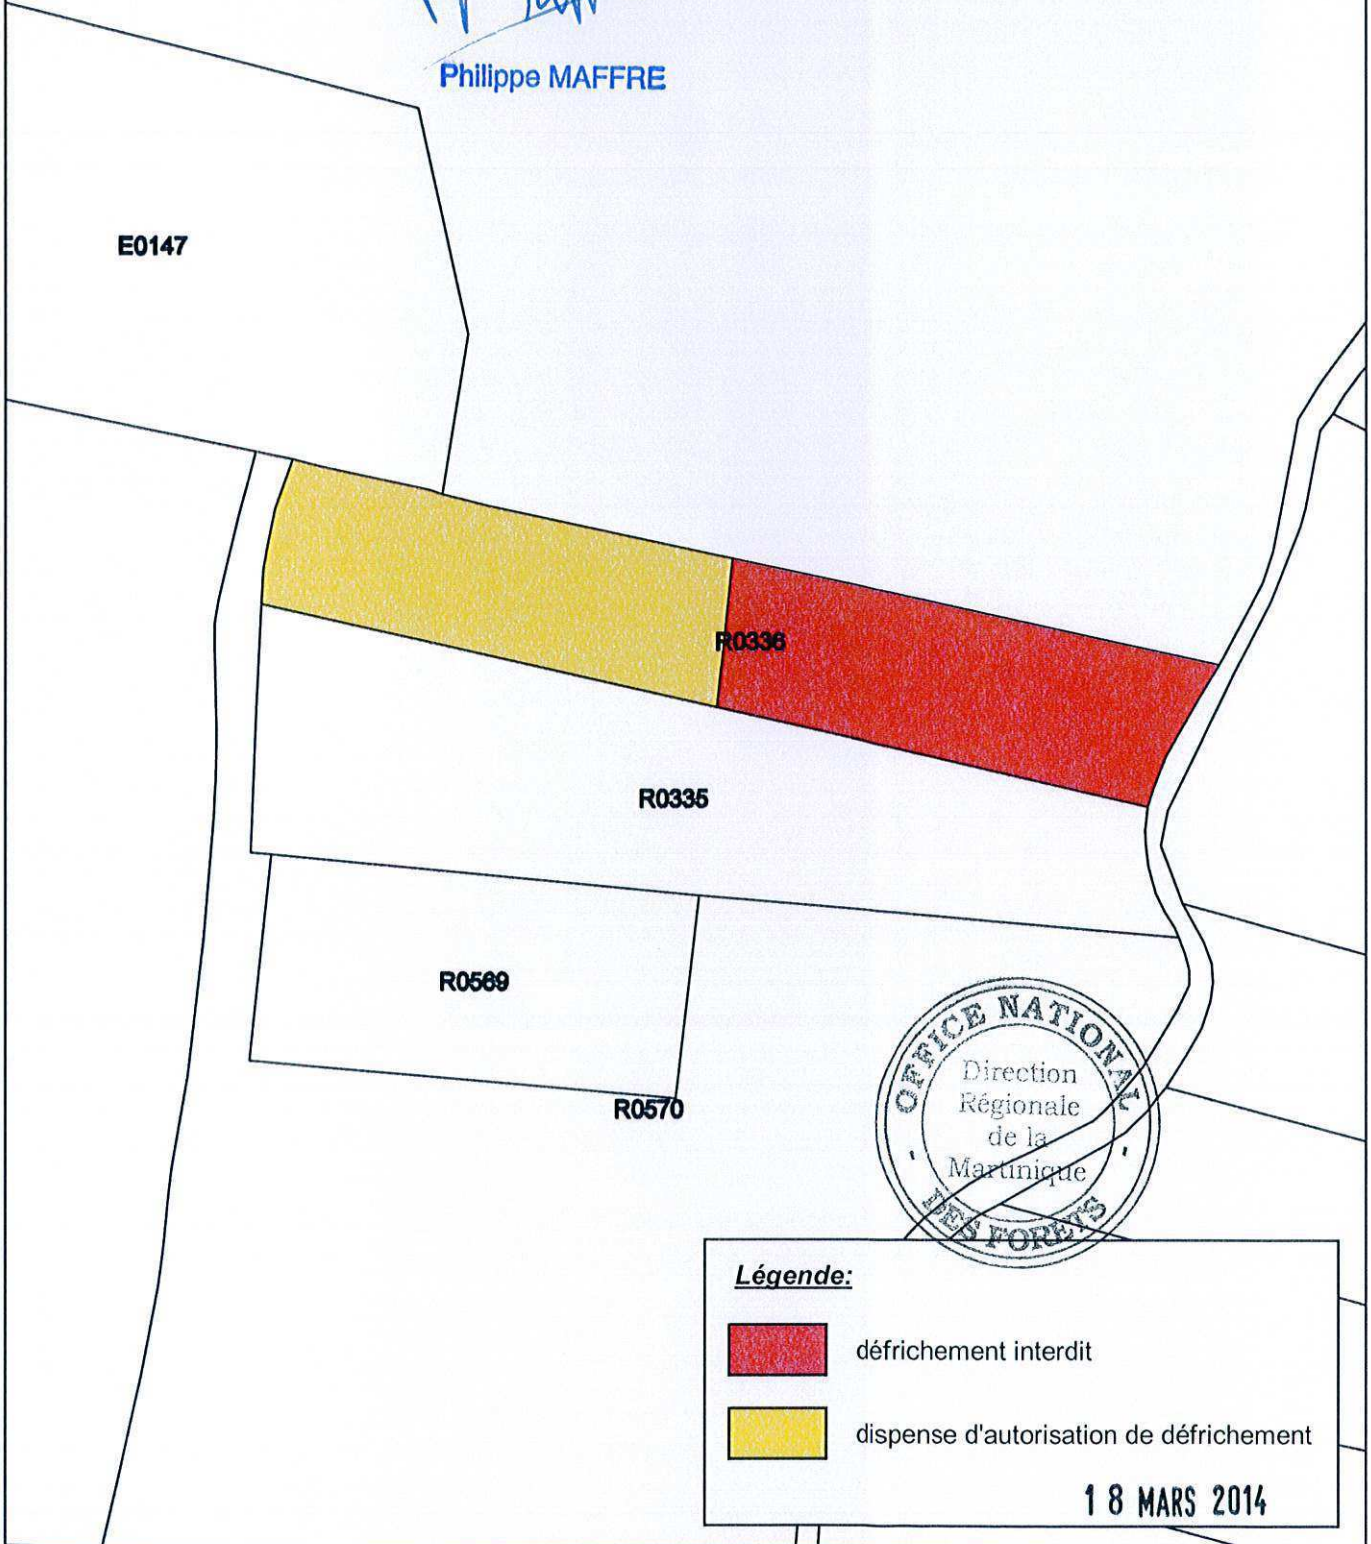 Philippe MAFFRE
E0147
R0336
R0335
R0569
R0570
OFFICE NATIONAL
DES FORETS
Direction
Régionale
de la
Martinique
Légende:
défrichement interdit
dispense d'autorisation de défrichement
18 MARS 2014